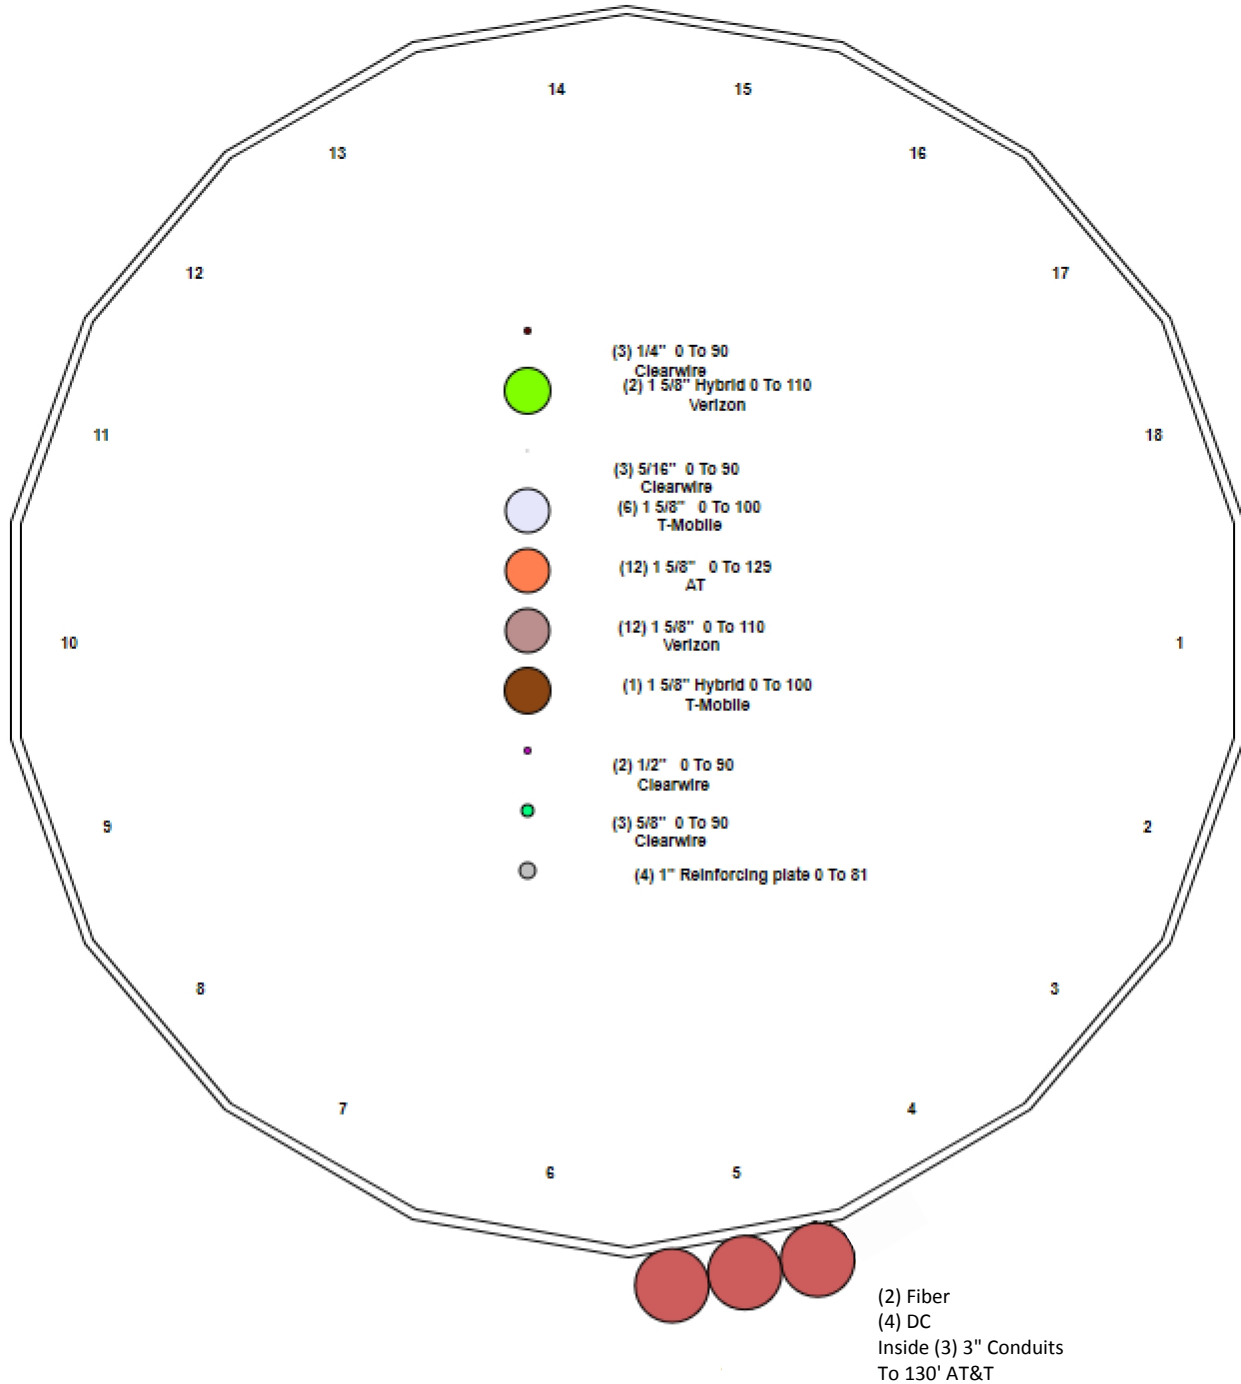 14
15
13
16
12
17
(3) 1/4" 0 To 90
Clearwire
(2) 1 5/8" Hybrid 0 To 110
Verizon
11
18
(3) 5/16" 0 To 90
Clearwire
(6) 1 5/8" 0 To 100
T-Mobile
(12) 1 5/8" 0 To 129
AT
(12) 1 5/8" 0 To 110
Verizon
10
1
(1) 1 5/8" Hybrid 0 To 100
T-Mobile
(2) 1/2" 0 To 90
Clearwire
(3) 5/8" 0 To 90
Clearwire
9
2
(4) 1" Reinforcing plate 0 To 81
8
3
7
4
6
5
(2) Fiber
(4) DC
Inside (3) 3" Conduits
To 130' AT&T